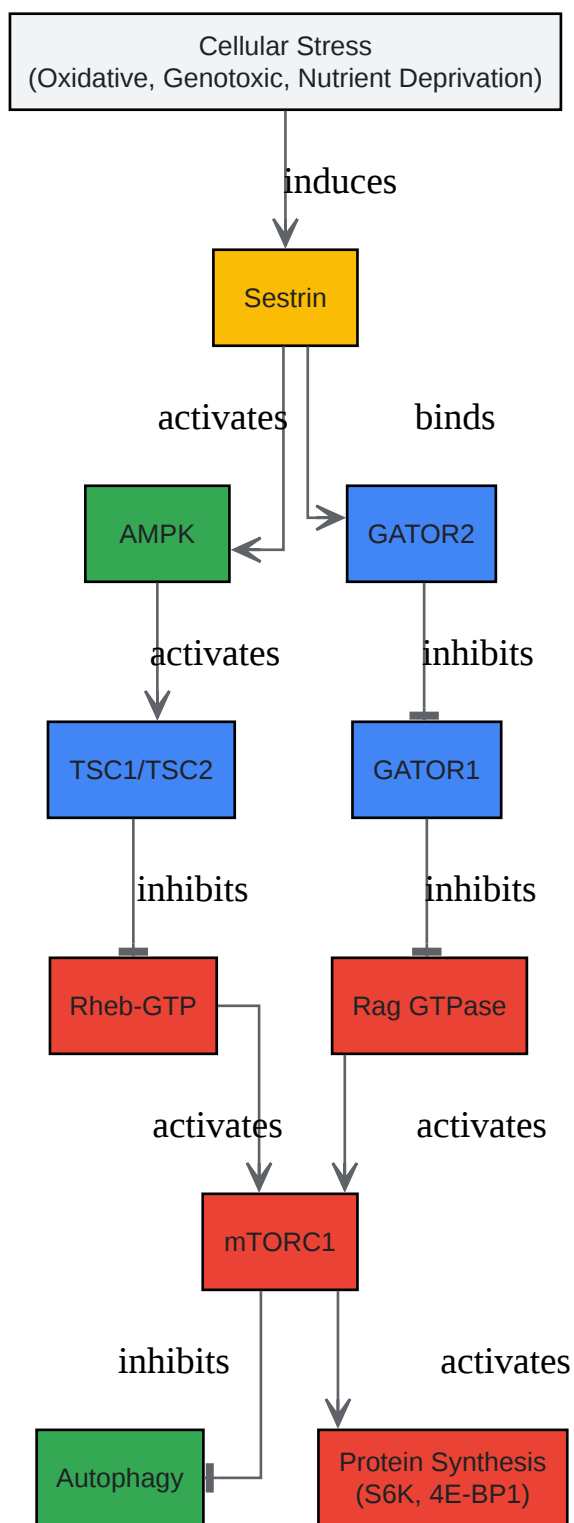 Cellular Stress
(Oxidative, Genotoxic, Nutrient Deprivation)
induces
Sestrin
activates
binds
AMPK
GATOR2
activates
inhibits
TSC1/TSC2
GATOR1
inhibits
inhibits
Rheb-GTP
Rag GTPase
activates
activates
mTORC1
inhibits
activates
Autophagy
Protein Synthesis
(S6K, 4E-BP1)